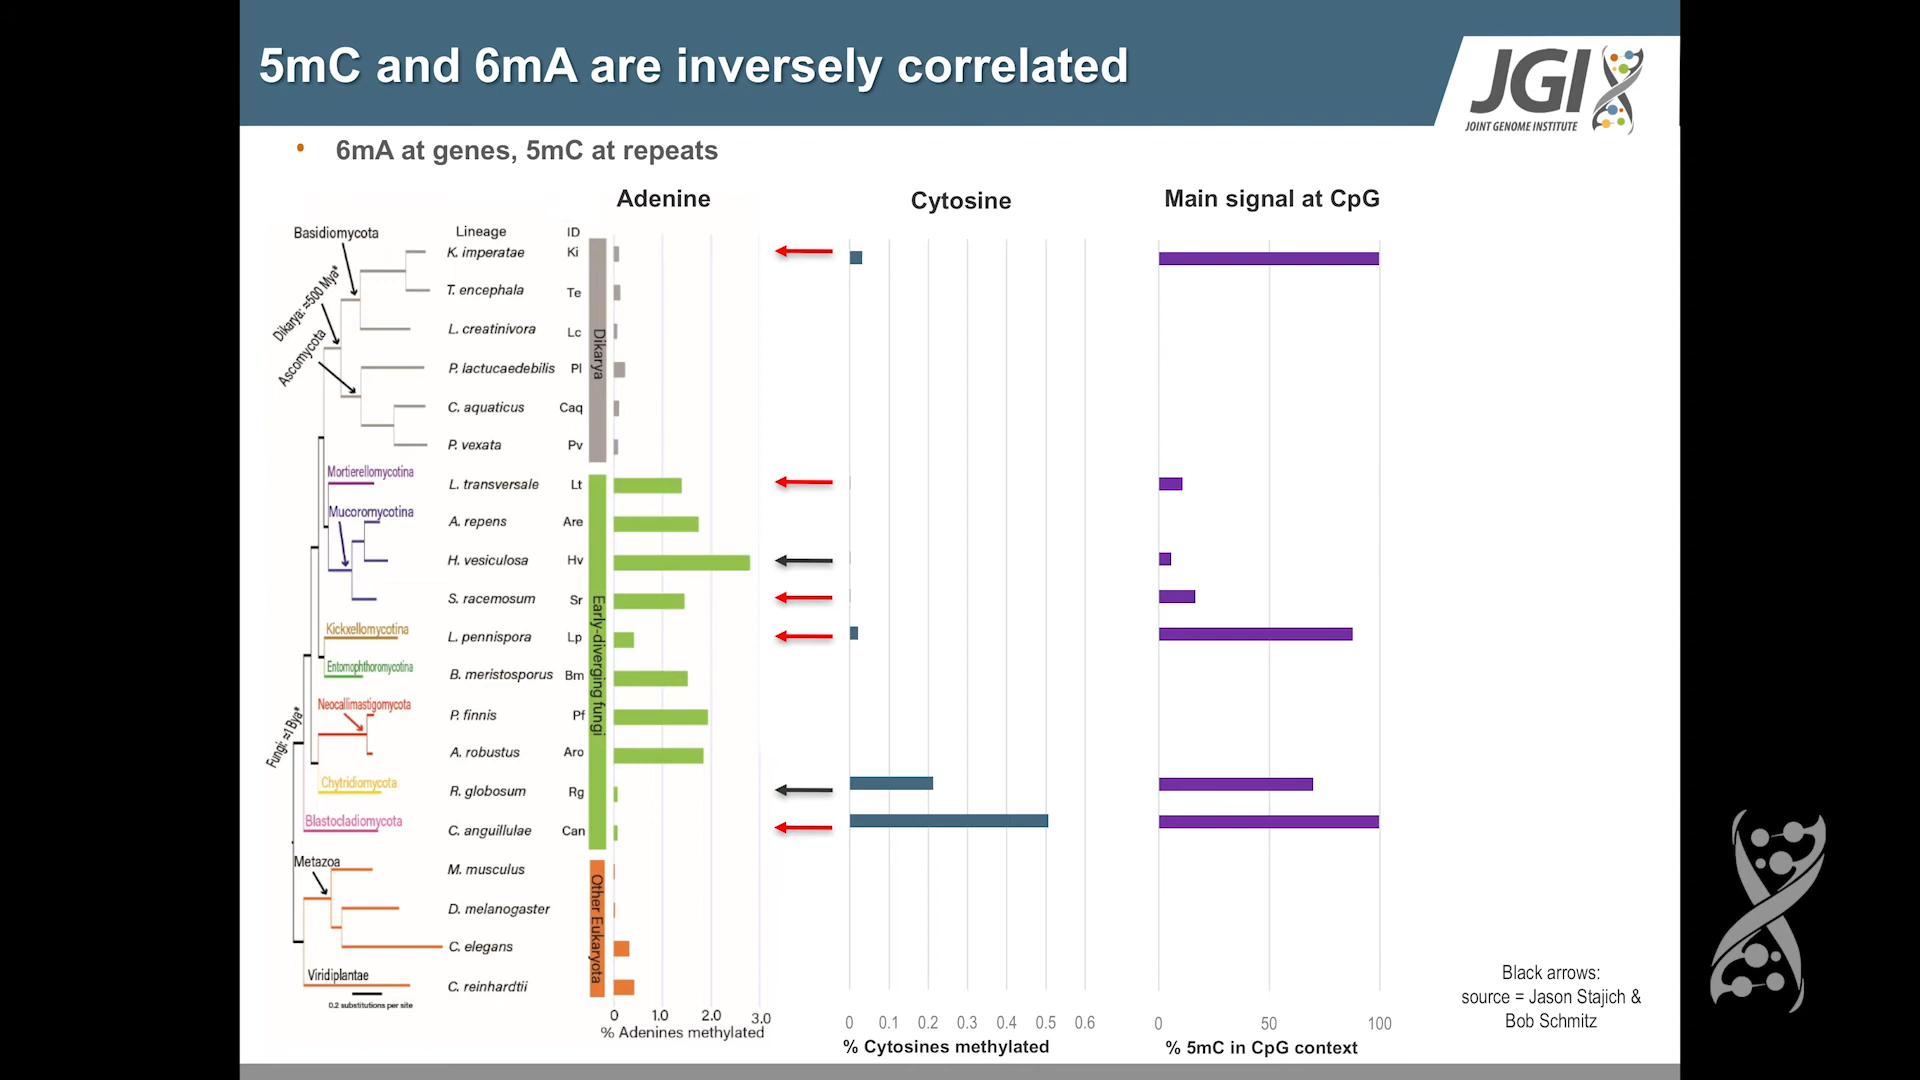 5mC and 6mA are inversely correlated
JGI
JOINT GENOME INSTITUTE
• 6mA at genes, 5mC at repeats
Adenine
Cytosine
Main signal at CpG
Lineage
ID
Basidiomycota
Dikarya: ≈500 Mya*
Ascomycota
K. imperatae Ki
T. encephala Te
L. creatinivora Lc
P. lactucaedebilis Pl
C. aquaticus Caq
P. vexata Pv
Dikarya
Mortierellomycotina
L. transversale Lt
Mucoromycotina
A. repens Are
H. vesiculosa Hv
S. racemosum Sr
Kickxellomycotina
L. pennispora Lp
Entomophthoromycotina
B. meristosporus Bm
Neocallimastigomycota
P. finnis Pf
A. robustus Aro
Fungi: ≈1 Bya*
Chytridiomycota
R. globosum Rg
Blastocladiomycota
C. anguillulae Can
Early-diverging fungi
Metazoa
M. musculus
D. melanogaster
C. elegans
Viridiplantae
C. reinhardtii
Other Eukaryota
0.2 substitutions per site
0 1.0 2.0 3.0
% Adenines methylated
0 0.1 0.2 0.3 0.4 0.5 0.6
% Cytosines methylated
0 50 100
% 5mC in CpG context
Black arrows:
source = Jason Stajich &
Bob Schmitz